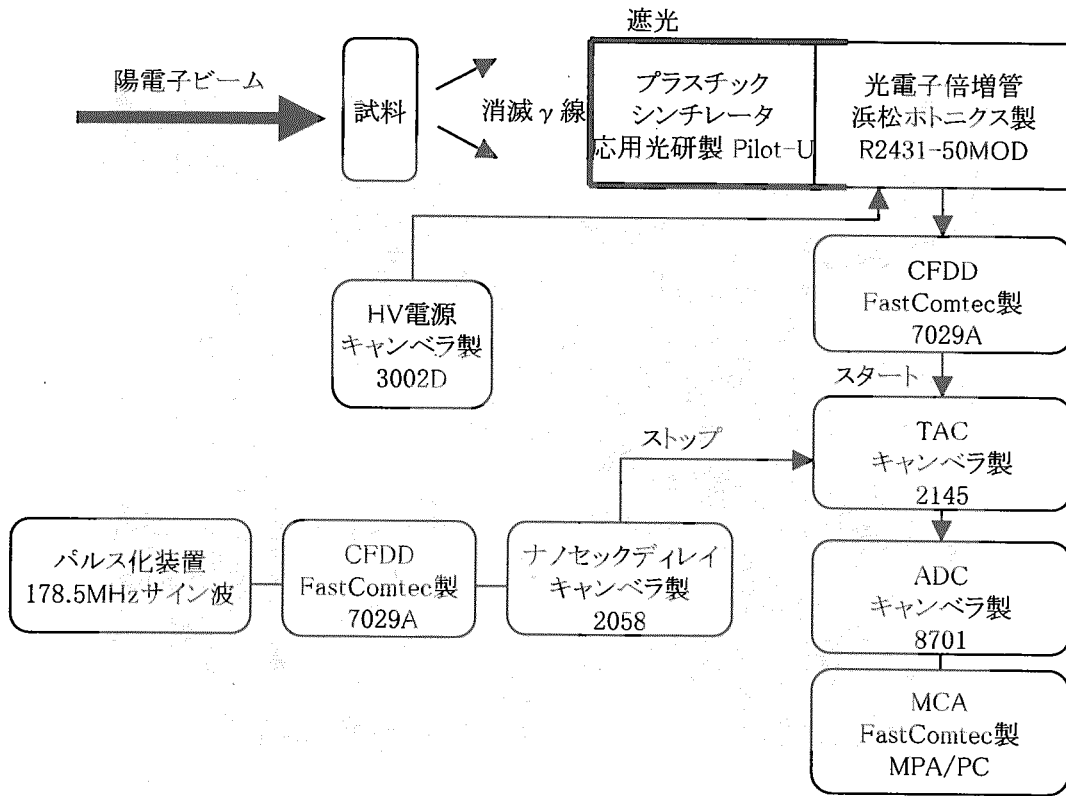 遮光
陽電子ビーム
試料
消滅γ線
プラスチック
シンチレータ
応用光研製 Pilot-U
光電子倍増管
浜松ホトニクス製
R2431-50MOD
HV電源
キャンベラ製
3002D
CFDD
FastComtec製
7029A
スタート
ストップ
TAC
キャンベラ製
2145
パルス化装置
178.5MHzサイン波
CFDD
FastComtec製
7029A
ナノセックディレイ
キャンベラ製
2058
ADC
キャンベラ製
8701
MCA
FastComtec製
MPA/PC